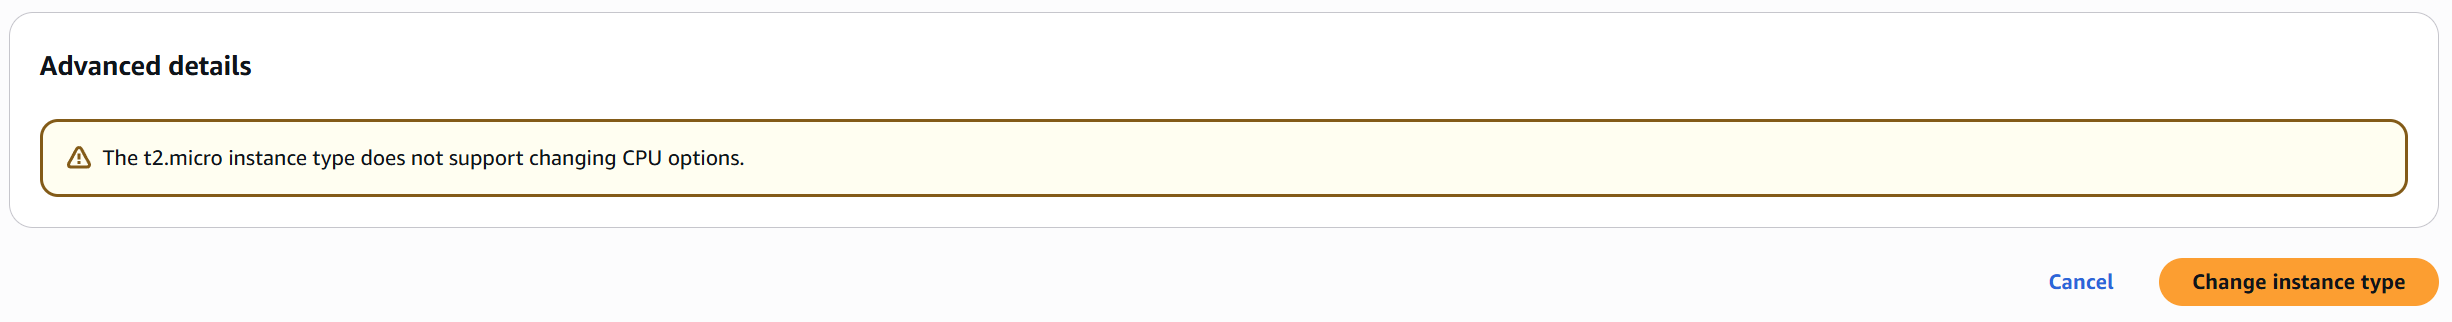 Advanced details
The t2.micro instance type does not support changing CPU options.
Cancel
Change instance type